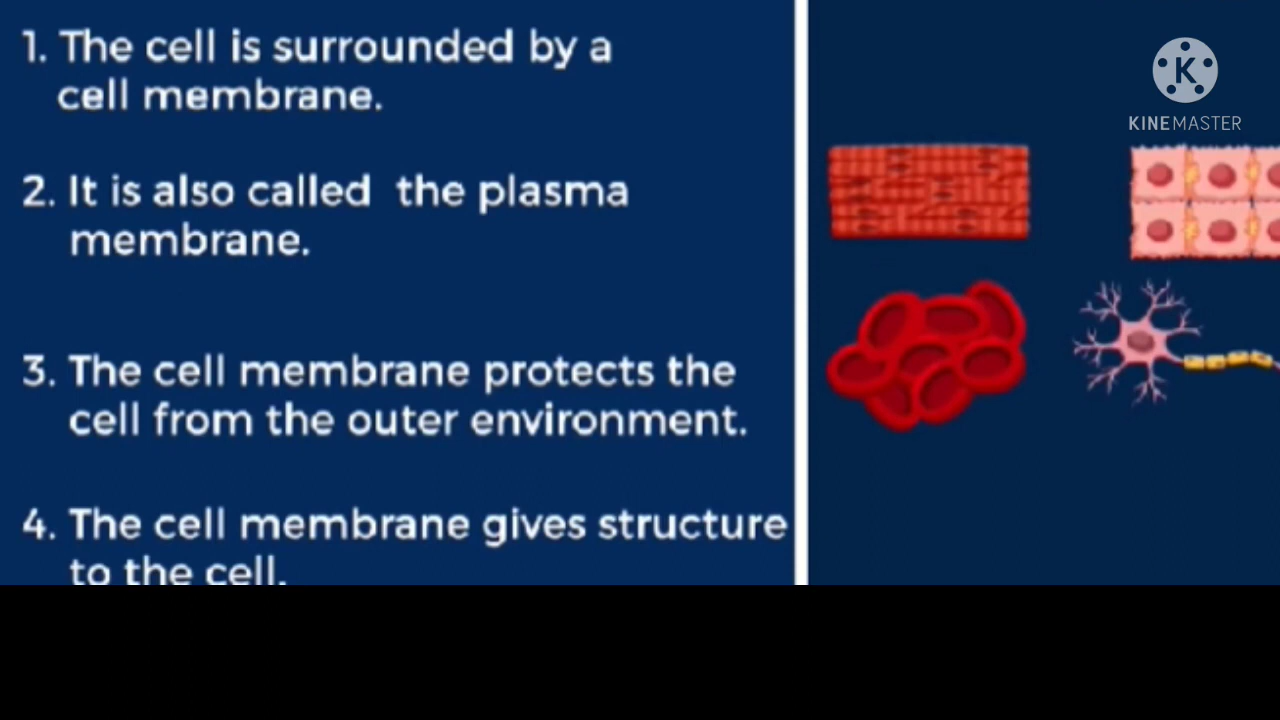 1. The cell is surrounded by a
cell membrane.
2. It is also called the plasma
membrane.
3. The cell membrane protects the
cell from the outer environment.
4. The cell membrane gives structure
to the cell.
K
KINEMASTER